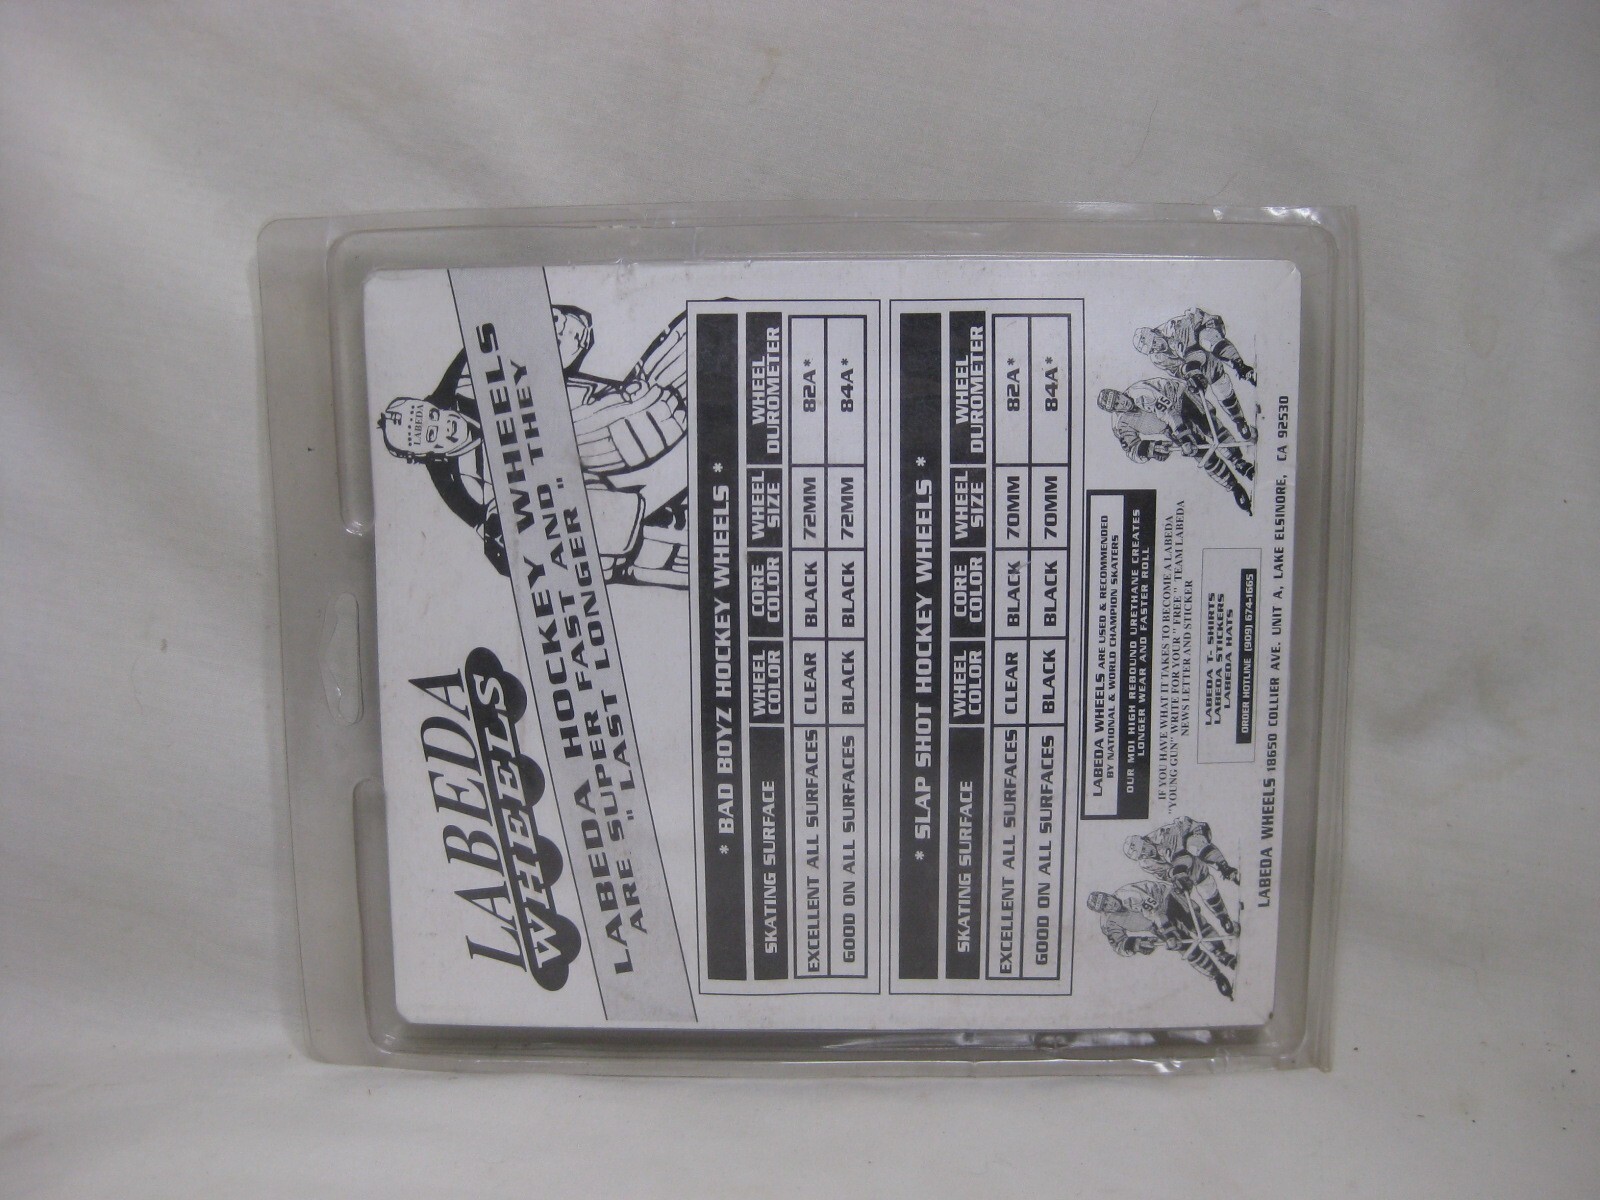 LABEDA
WHEELS
LABEDA
LABEDA HOCKEY WHEELS
ARE SUPER FAST AND THEY
" LAST LONGER "
* BAD BOYZ HOCKEY WHEELS *
SKATING SURFACE WHEEL COLOR CORE COLOR WHEEL SIZE WHEEL DUROMETER
EXCELLENT ALL SURFACES CLEAR BLACK 72MM 82A*
GOOD ON ALL SURFACES BLACK BLACK 72MM 84A*
* SLAP SHOT HOCKEY WHEELS *
SKATING SURFACE WHEEL COLOR CORE COLOR WHEEL SIZE WHEEL DUROMETER
EXCELLENT ALL SURFACES CLEAR BLACK 70MM 82A*
GOOD ON ALL SURFACES BLACK BLACK 70MM 84A*
LABEDA WHEELS ARE USED & RECOMMENDED
BY NATIONAL & WORLD CHAMPION SKATERS
OUR MDI HIGH REBOUND URETHANE CREATES
LONGER WEAR AND FASTER ROLL
IF YOU HAVE WHAT IT TAKES TO BECOME A LABEDA
"YOUNG GUN" WRITE FOR YOUR " FREE " TEAM LABEDA
NEWS LETTER AND STICKER
LABEDA T- SHIRTS
LABEDA STICKERS
LABEDA HATS
ORDER HOTLINE (909) 674-1665
95
95
LABEDA WHEELS 18650 COLLIER AVE. UNIT A, LAKE ELSINORE, CA 92530